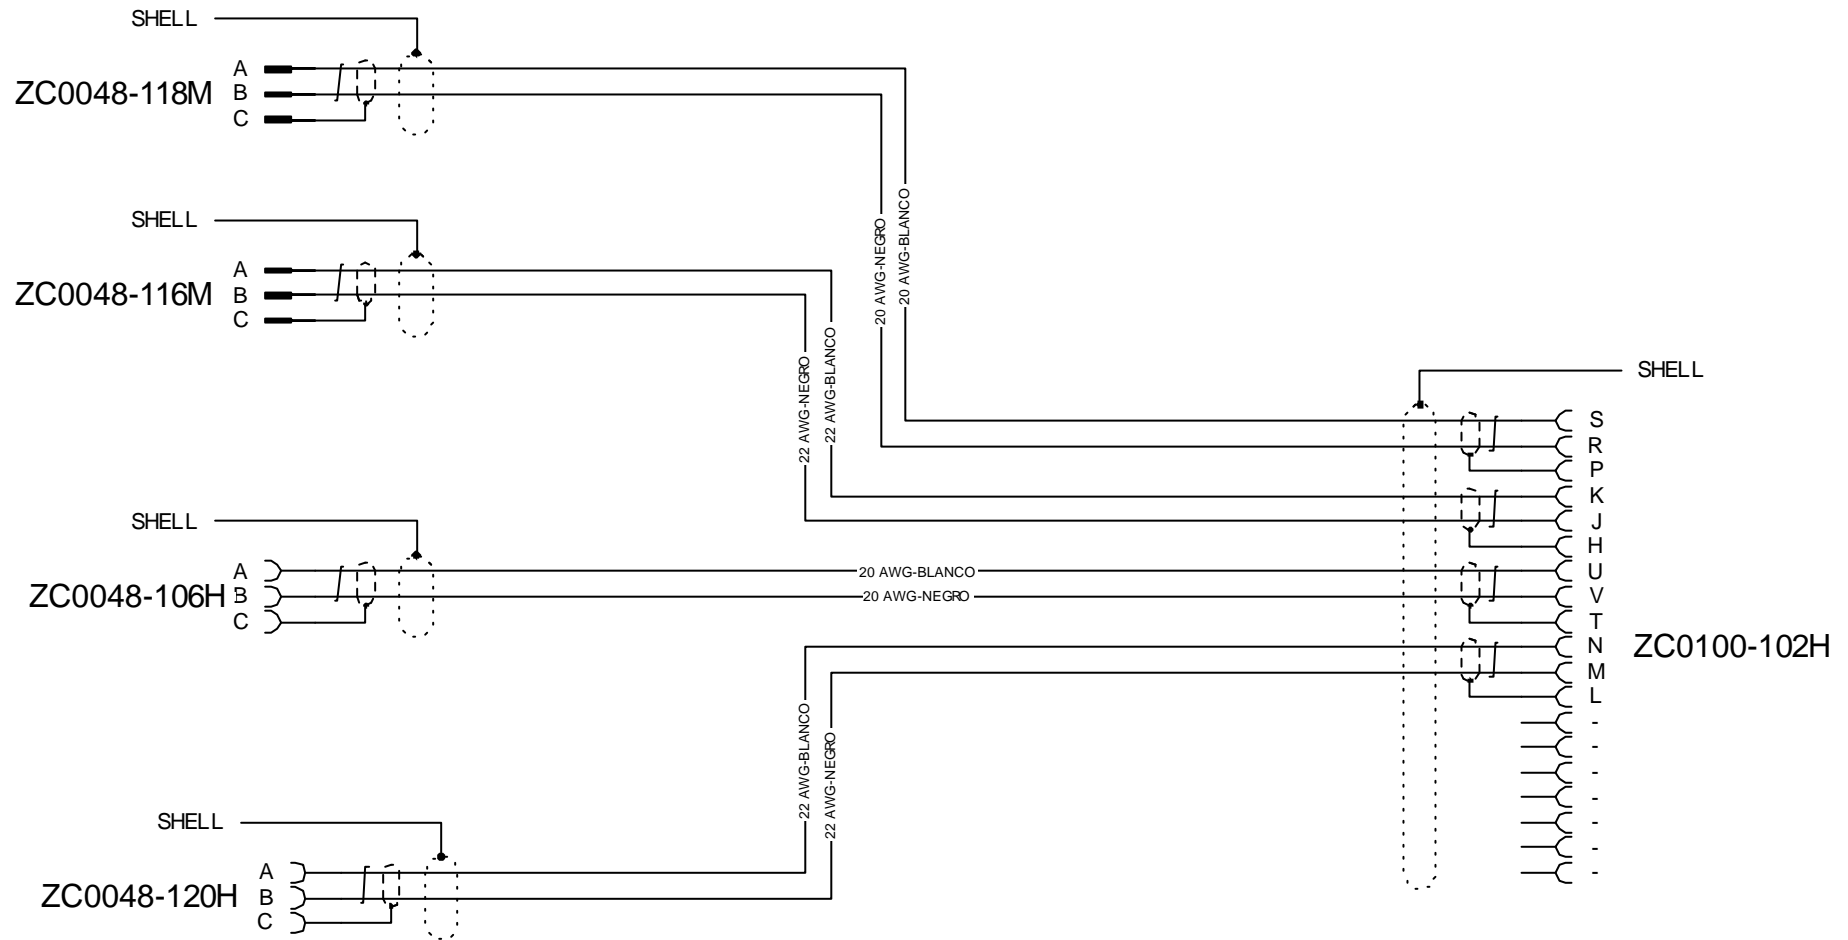 SHELL
A
ZC0048-118M
B
C
20 AWG-NEGRO
20 AWG-BLANCO
SHELL
A
ZC0048-116M
B
C
22 AWG-NEGRO
22 AWG-BLANCO
SHELL
S
R
P
K
J
H
U
V
T
N
M
L
-
-
-
-
-
-
-
ZC0100-102H
SHELL
A
ZC0048-106H
B
C
20 AWG-BLANCO
20 AWG-NEGRO
22 AWG-BLANCO
22 AWG-NEGRO
SHELL
A
ZC0048-120H
B
C